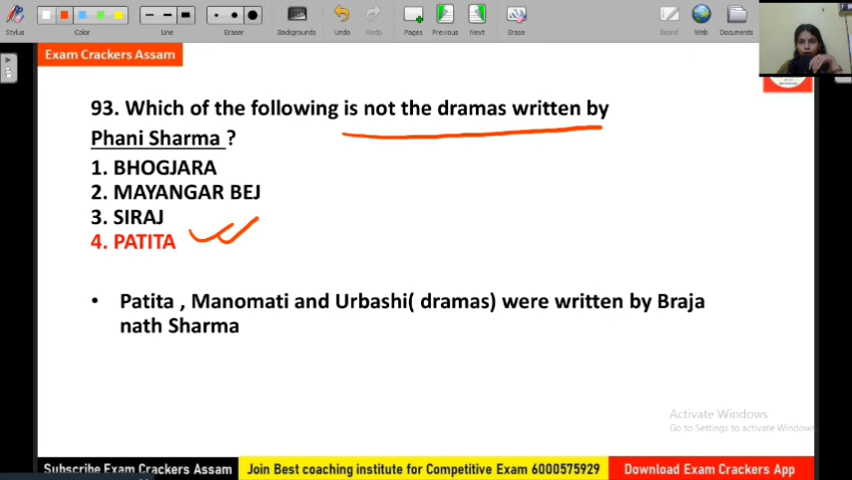 Stylus
Color
Line
Eraser
Backgrounds
Undo
Redo
Pages
Previous
Next
Erase
Board
Web
Documents
Exam Crackers Assam
93. Which of the following is not the dramas written by
Phani Sharma ?
1. BHOGJARA
2. MAYANGAR BEJ
3. SIRAJ
4. PATITA
• Patita , Manomati and Urbashi( dramas) were written by Braja
nath Sharma
Activate Windows
Go to Settings to activate Windows.
Subscribe Exam Crackers Assam
Join Best coaching institute for Competitive Exam 6000575929
Download Exam Crackers App